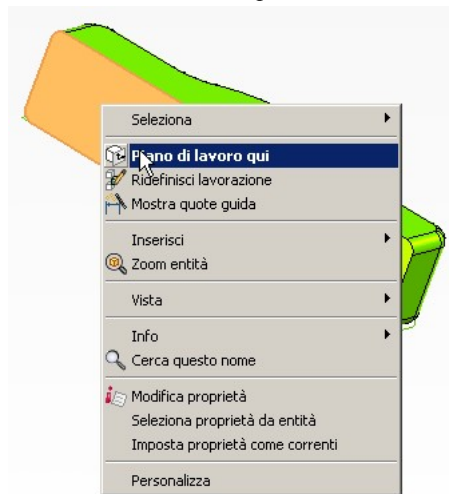 Seleziona
Piano di lavoro qui
Ridefinisci lavorazione
Mostra quote guida
Inserisci
Zoom entità
Vista
Info
Cerca questo nome
Modifica proprietà
Seleziona proprietà da entità
Imposta proprietà come correnti
Personalizza